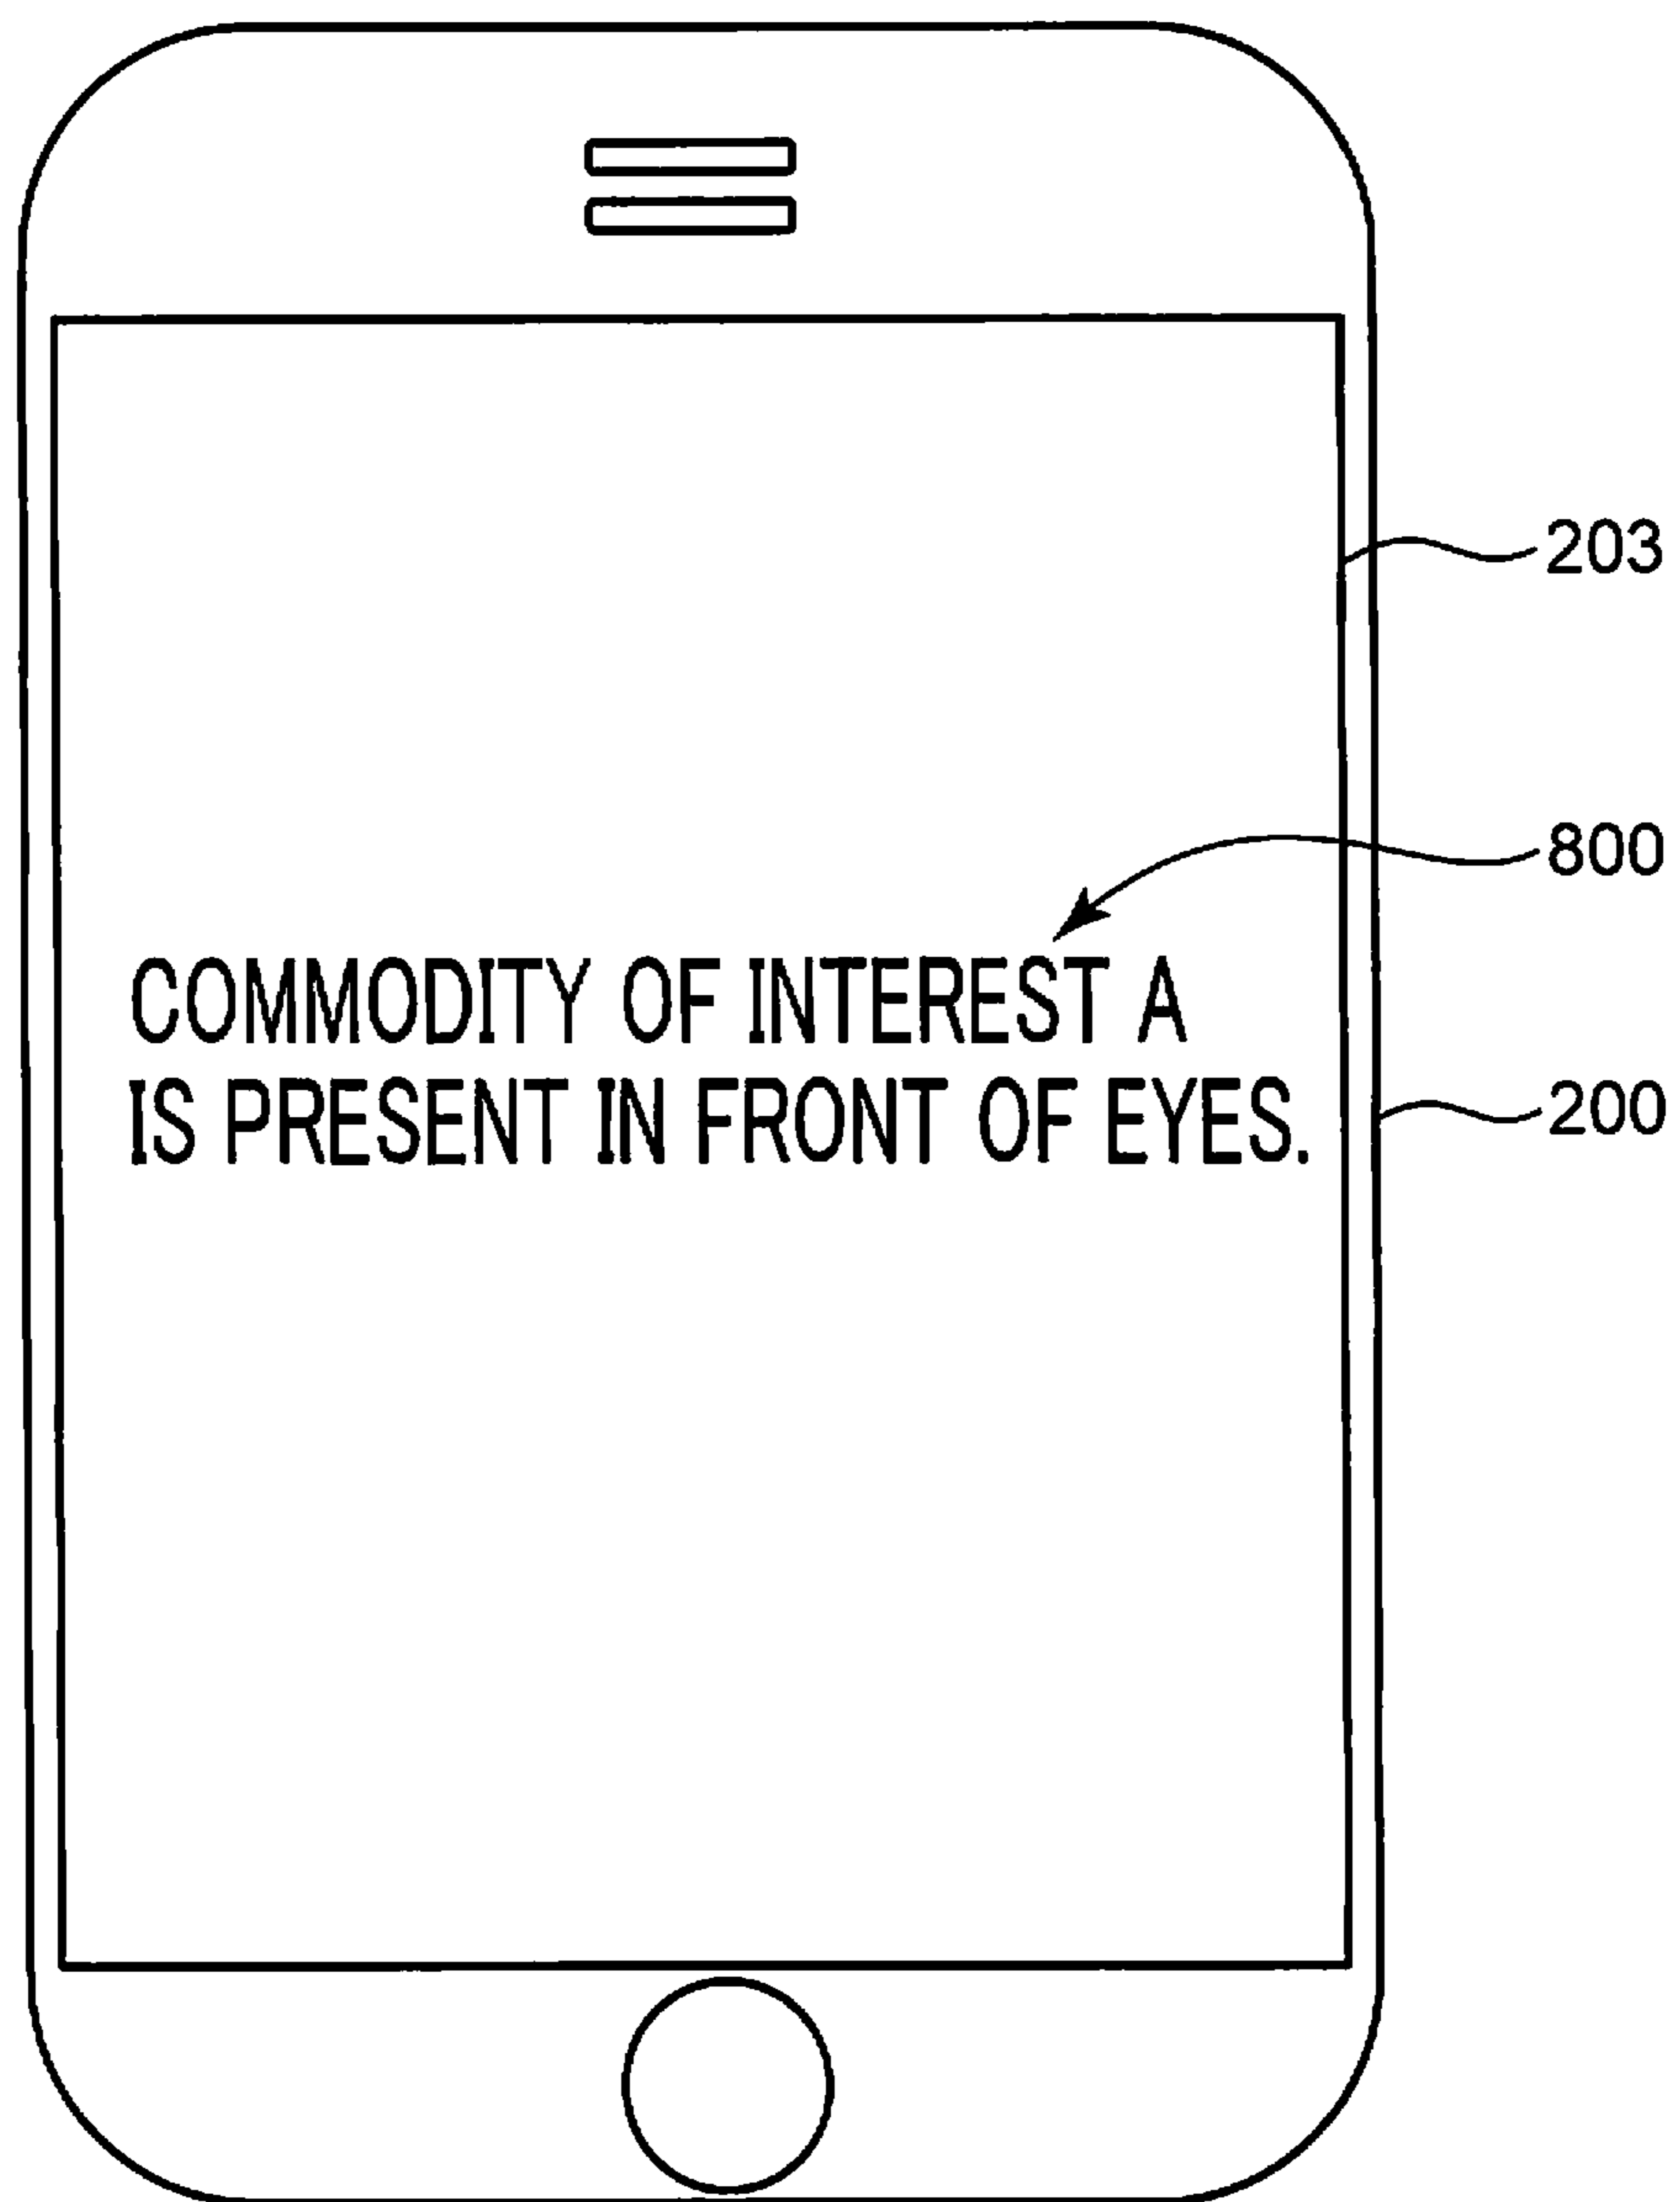 203
800
COMMODITY OF INTEREST A
IS PRESENT IN FRONT OF EYES.
200